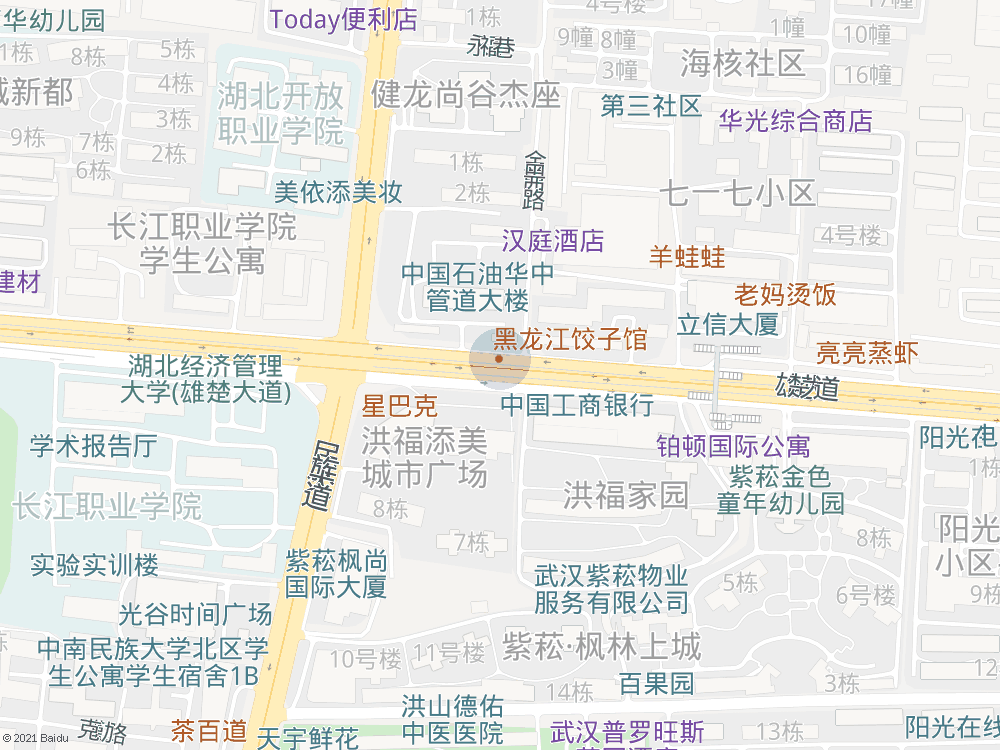 华幼儿园
Today便利店
1栋
4号楼
永福巷
9幢
8幢
17幢
10幢
1栋
8栋
5栋
3幢
海核社区
16幢
城新都
4栋
湖北开放
职业学院
健龙尚谷杰座
第三社区
华光综合商店
3栋
9栋
7栋
2栋
6栋
1栋
2栋
金鼎路
美依添美妆
七一七小区
长江职业学院
学生公寓
汉庭酒店
4号楼
羊蛙蛙
建材
中国石油华中
管道大楼
老妈烫饭
立信大厦
黑龙江饺子馆
亮亮蒸虾
湖北经济管理
大学(雄楚大道)
雄楚大道
星巴克
中国工商银行
学术报告厅
民族大道
洪福添美
城市广场
铂顿国际公寓
阳光在
1栋
紫菘金色
童年幼儿园
长江职业学院
8栋
洪福家园
7栋
8栋
阳光
小区
实验实训楼
紫菘枫尚
国际大厦
武汉紫菘物业
服务有限公司
5栋
6号楼
9栋
光谷时间广场
中南民族大学北区学
生公寓学生宿舍1B
10号楼
11号楼
紫菘·枫林上城
12
14栋
百果园
3栋
茶百道
天宇鲜花
洪山德佑
中医医院
武汉普罗旺斯
13栋
阳光在线
© 2021 Baidu